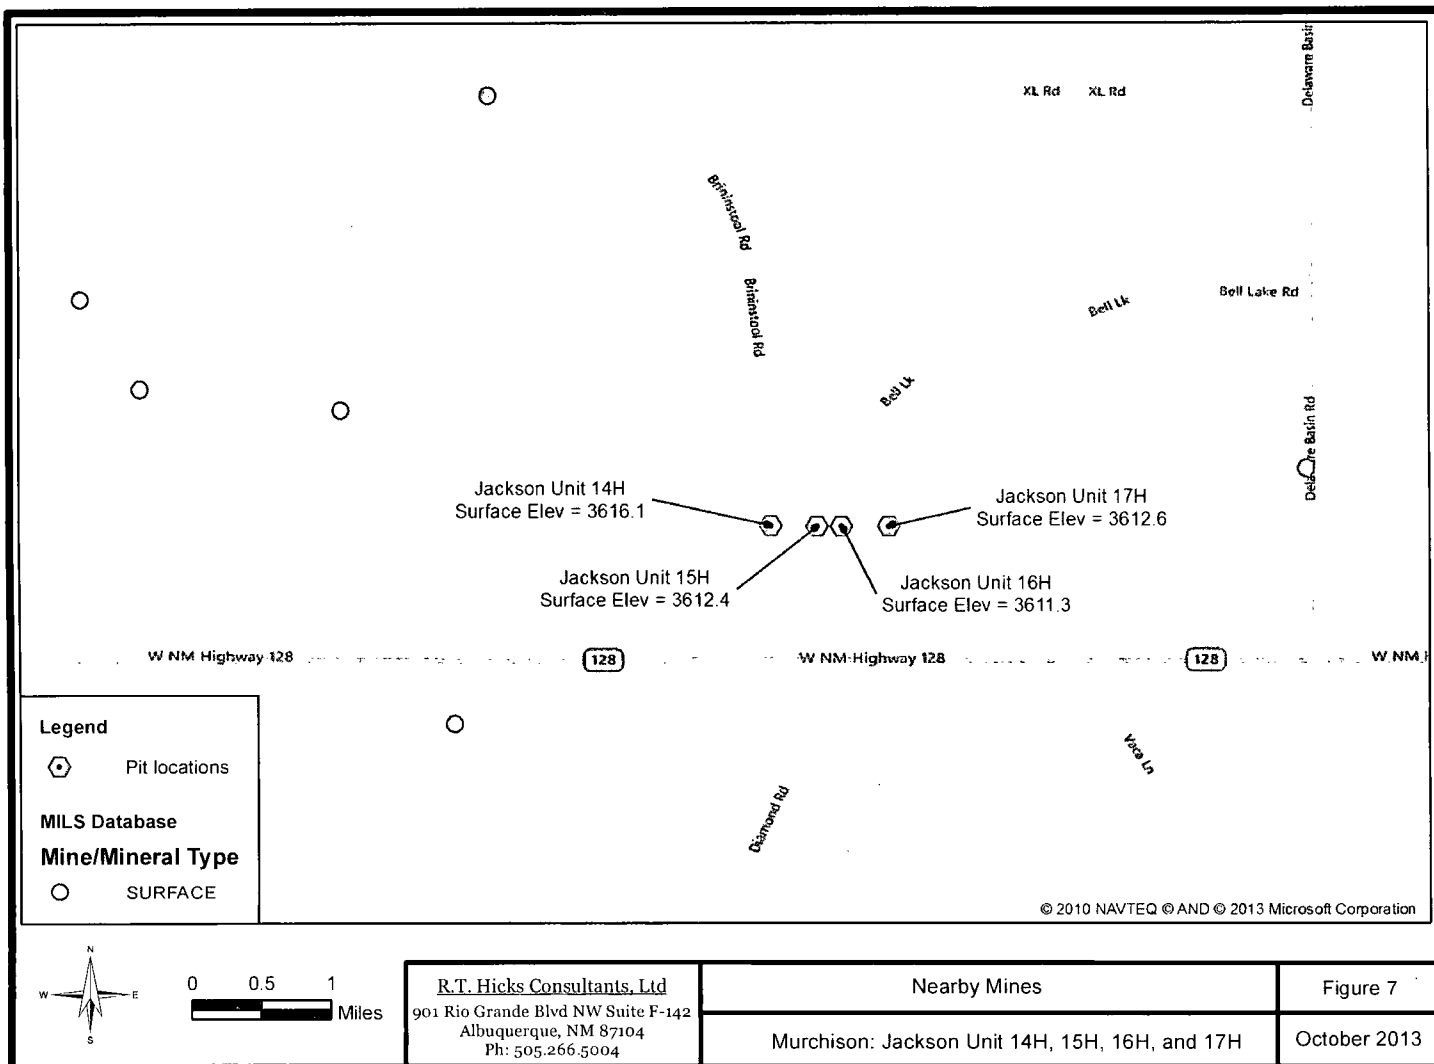 XL Rd XL Rd
Delaware Basin
Brininstool Rd
Brininstool Rd
Bell Lk
Bell Lake Rd
Bell Lk
Delaware Basin Rd
Jackson Unit 14H
Surface Elev = 3616.1
Jackson Unit 17H
Surface Elev = 3612.6
Jackson Unit 15H
Surface Elev = 3612.4
Jackson Unit 16H
Surface Elev = 3611.3
W NM Highway 128
128
W NM Highway 128
128
W NM H
Vaca Ln
Diamond Rd
Legend
Pit locations
MILS Database
Mine/Mineral Type
SURFACE
© 2010 NAVTEQ © AND © 2013 Microsoft Corporation
N
W E
S
0 0.5 1
Miles
R.T. Hicks Consultants, Ltd
901 Rio Grande Blvd NW Suite F-142
Albuquerque, NM 87104
Ph: 505.266.5004
Nearby Mines
Murchison: Jackson Unit 14H, 15H, 16H, and 17H
Figure 7
October 2013